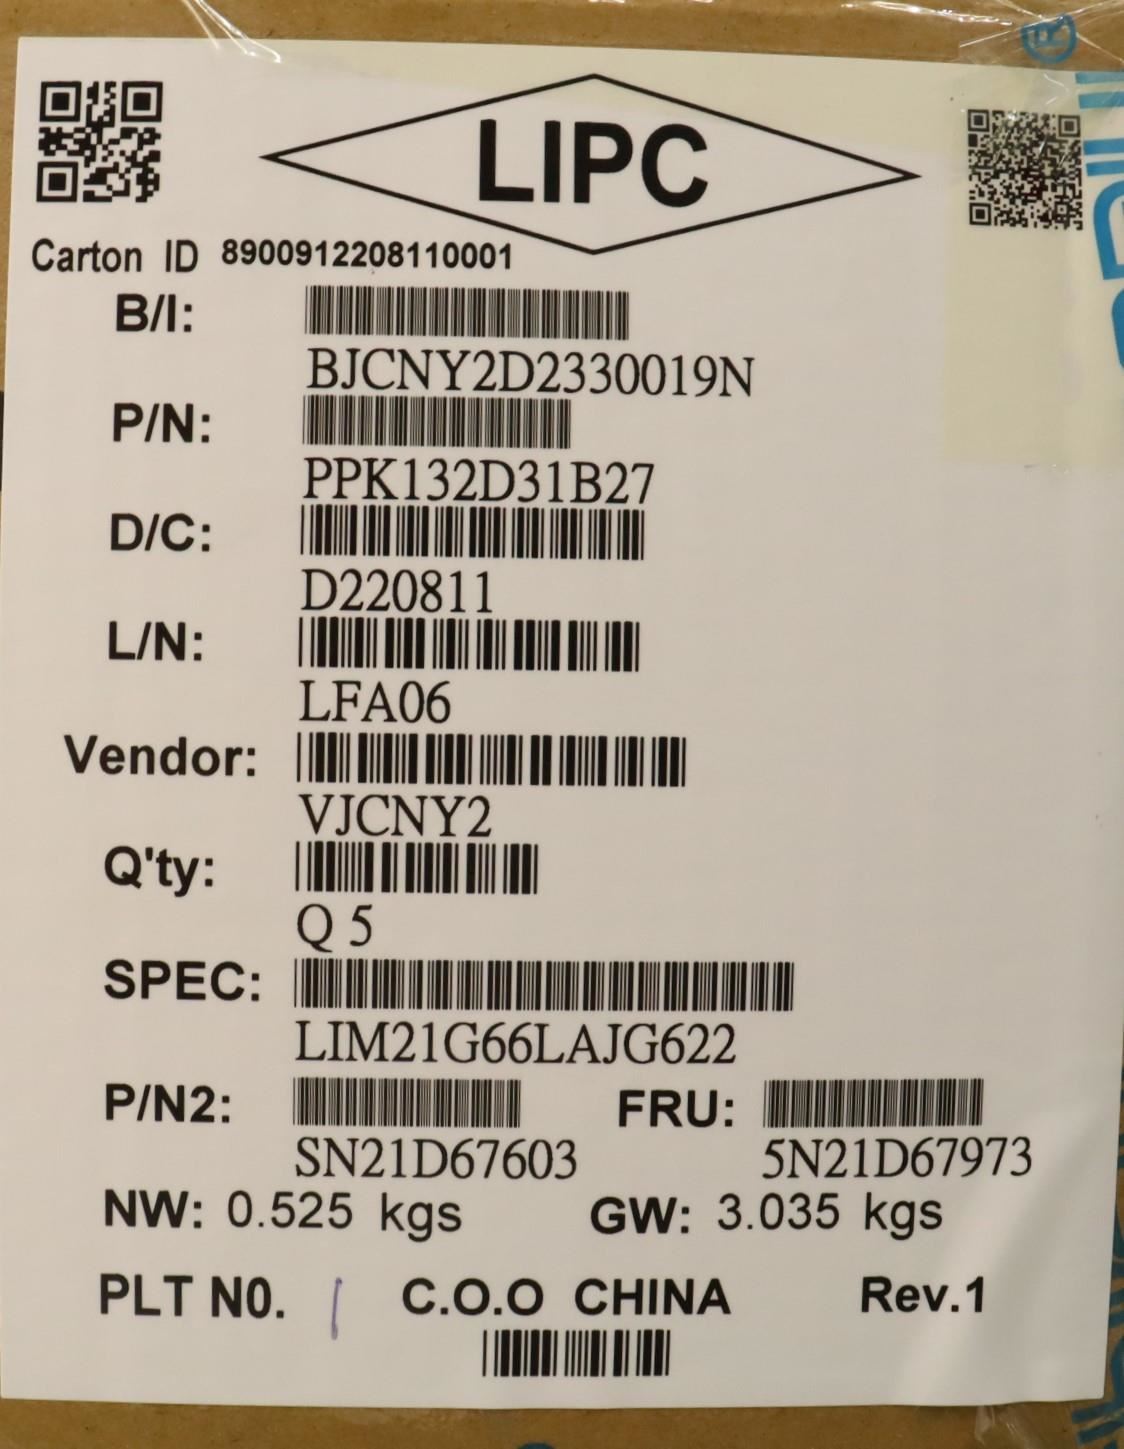 LIPC
®
Carton ID 8900912208110001
B/I:
BJCNY2D2330019N
P/N:
PPK132D31B27
D/C:
D220811
L/N:
LFA06
Vendor:
VJCNY2
Q'ty:
Q 5
SPEC:
LIM21G66LAJG622
P/N2: FRU:
SN21D67603 5N21D67973
NW: 0.525 kgs GW: 3.035 kgs
PLT N0. 1 C.O.O CHINA Rev.1